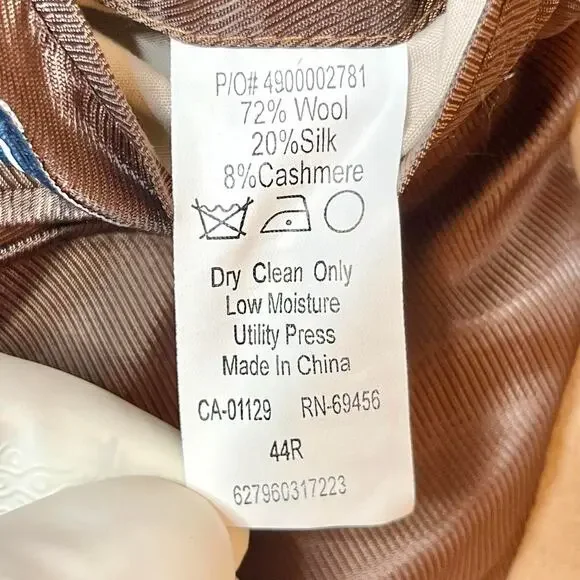 P/O# 4900002781
72% Wool
20%Silk
8%Cashmere
Dry Clean Only
Low Moisture
Utility Press
Made In China
CA-01129 RN-69456
44R
627960317223